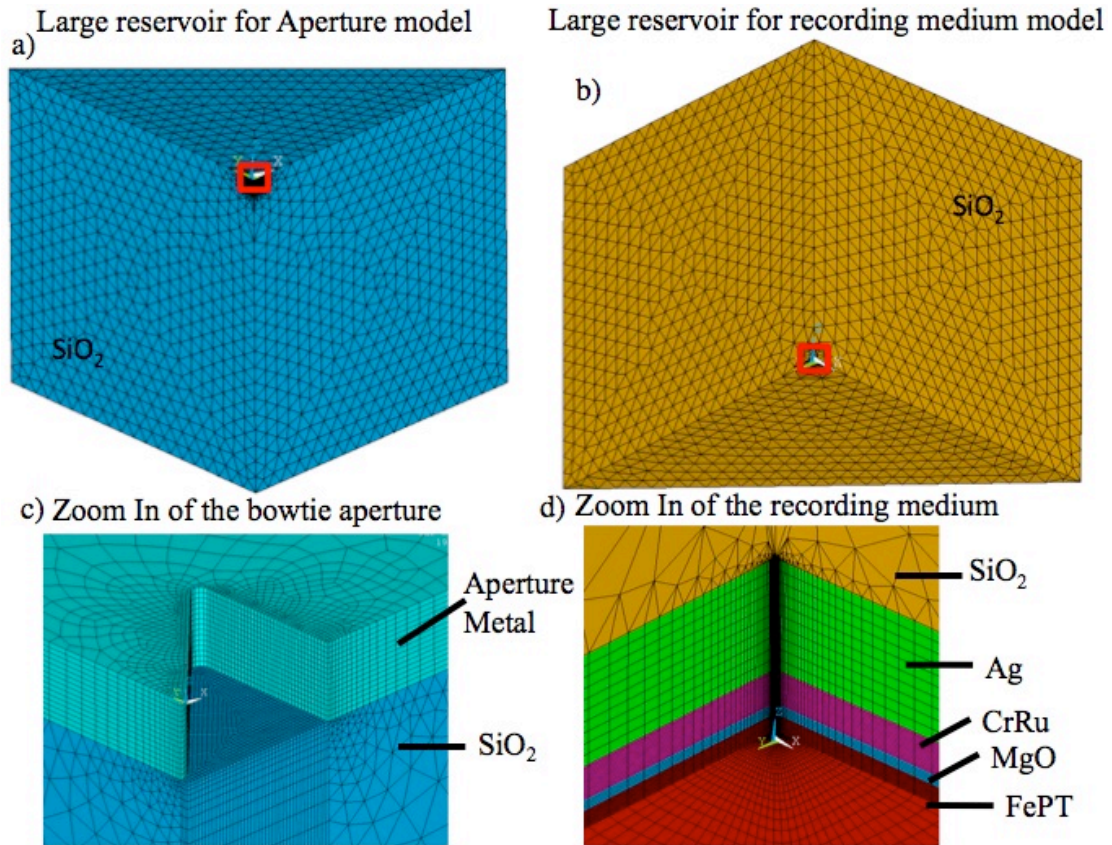 Large reservoir for Aperture model
Large reservoir for recording medium model
a)
b)
SiO2
SiO2
X
X
c) Zoom In of the bowtie aperture
d) Zoom In of the recording medium
Aperture
Metal
SiO2
SiO2
Ag
CrRu
MgO
FePT
X
Y X